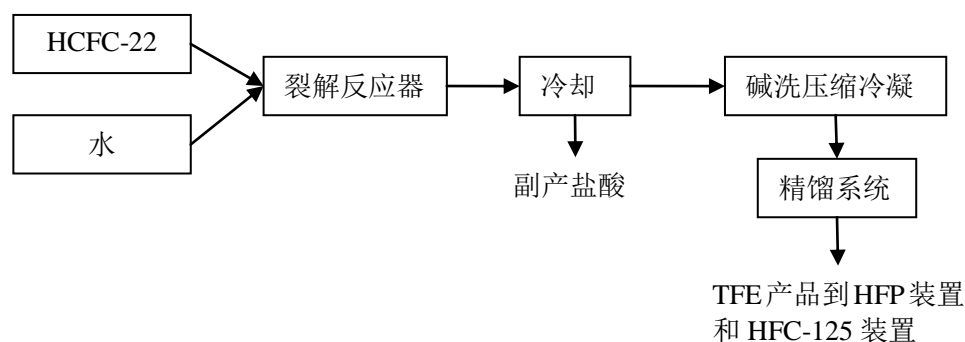 HCFC-22
水
裂解反应器
冷却
碱洗压缩冷凝
副产盐酸
精馏系统
TFE产品到HFP装置
和 HFC-125 装置